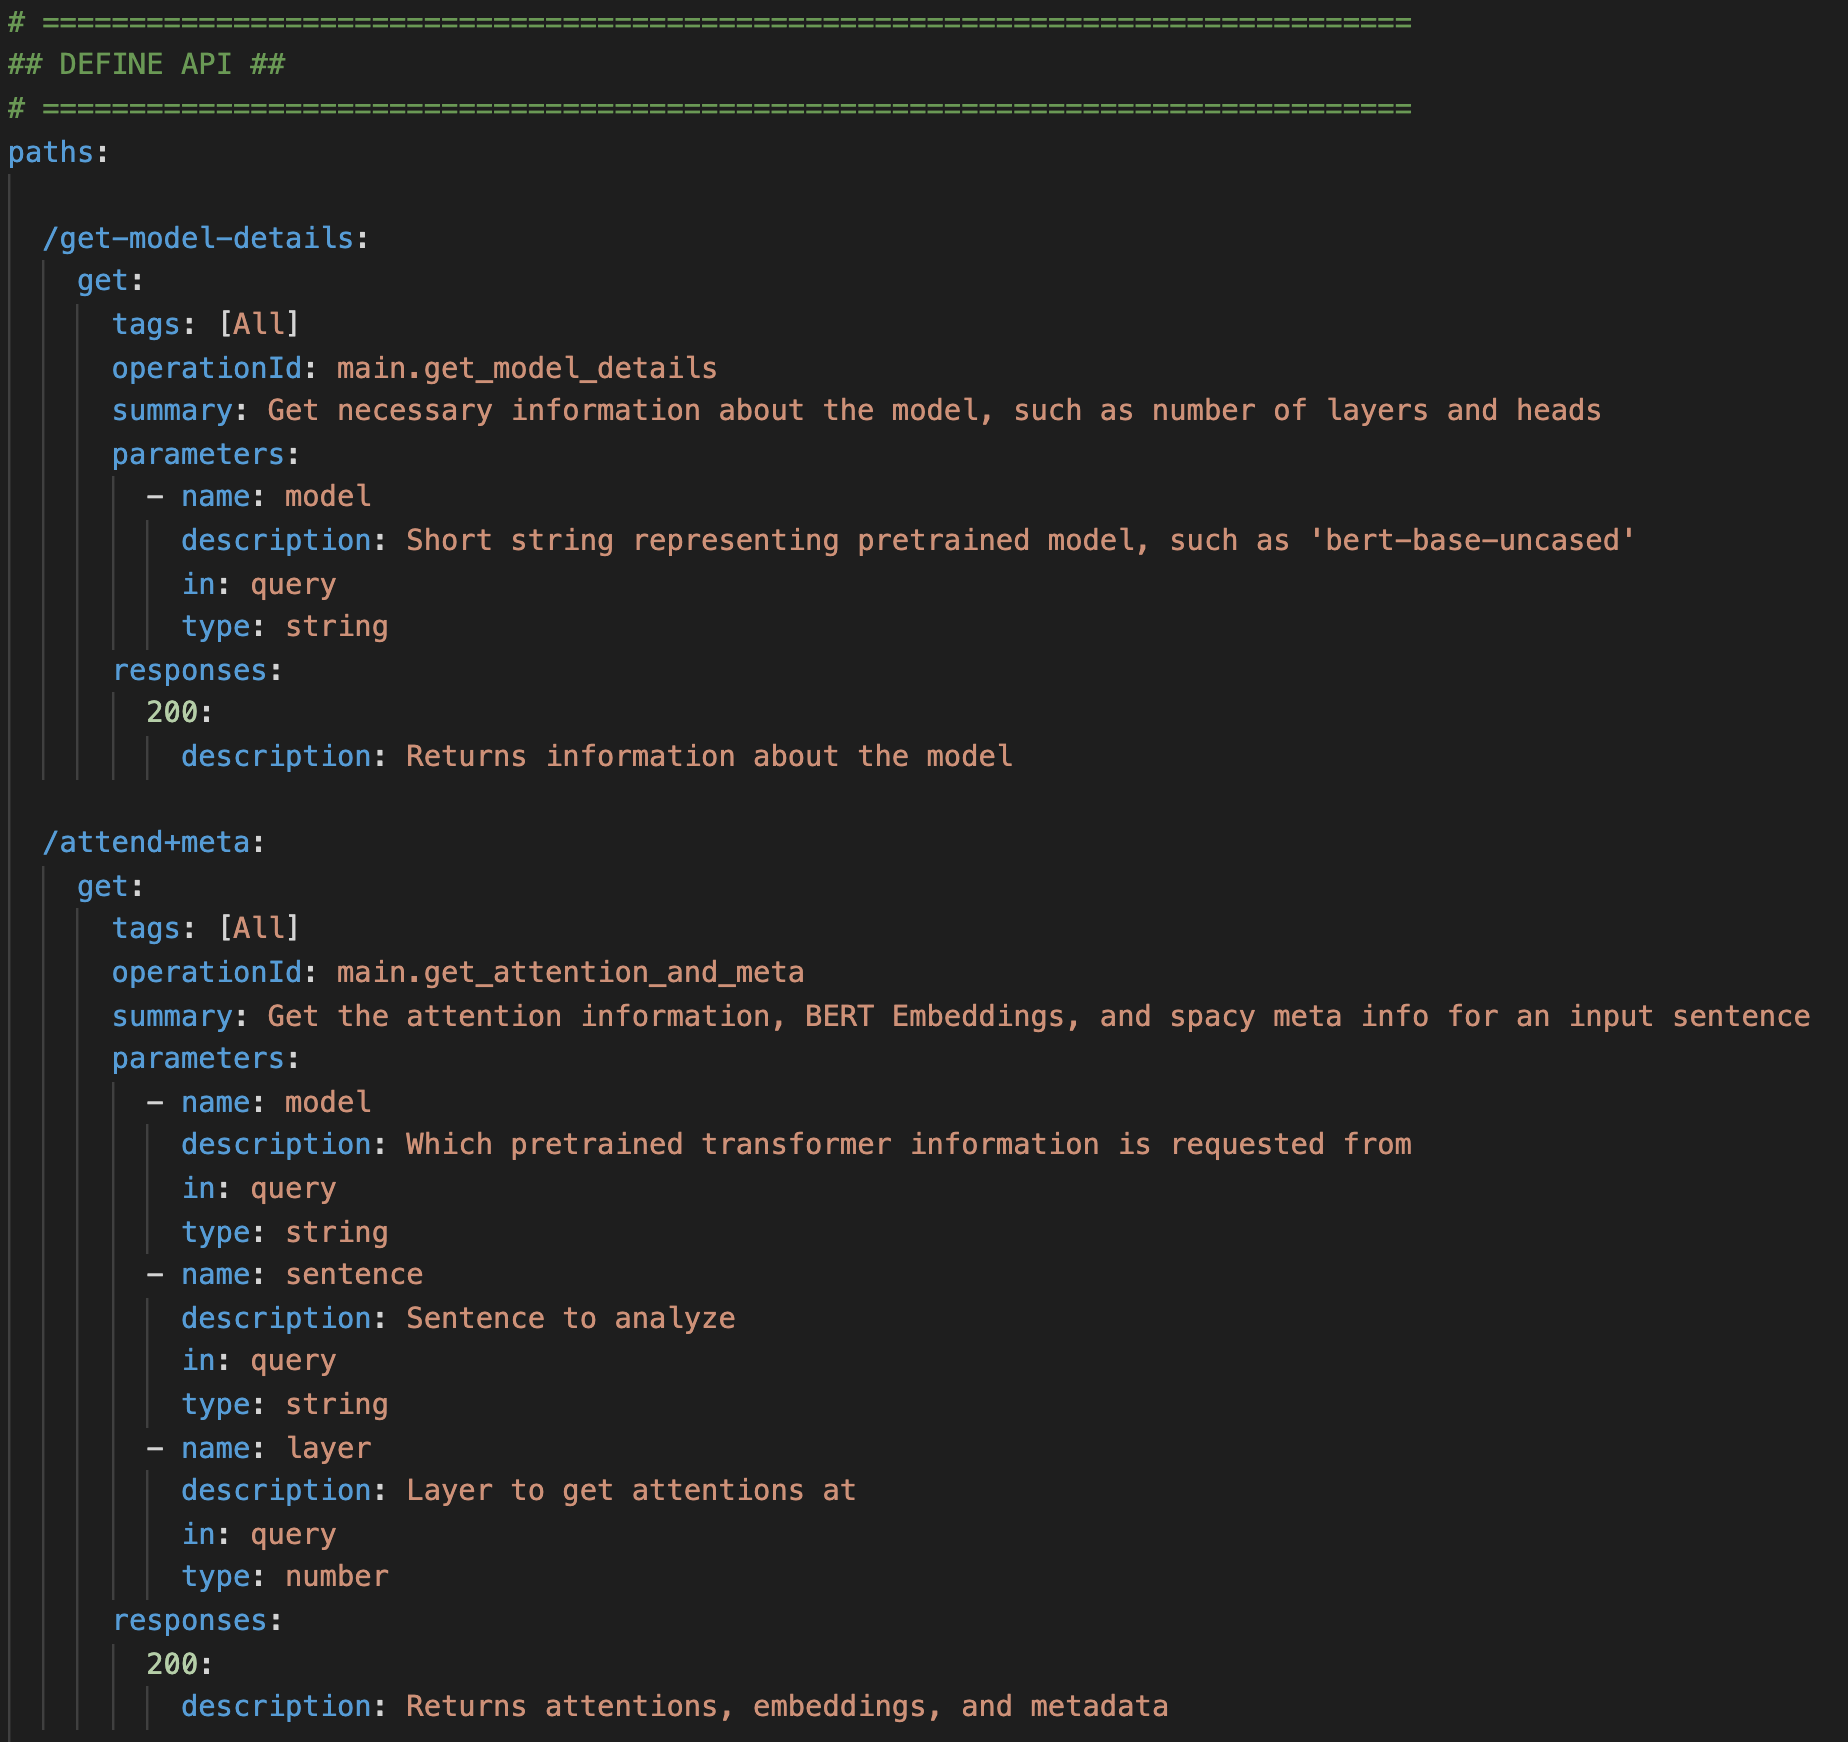 # ===============================================================================
## DEFINE API ##
# ===============================================================================
paths:
/get-model-details:
get:
tags: [All]
operationId: main.get_model_details
summary: Get necessary information about the model, such as number of layers and heads
parameters:
- name: model
description: Short string representing pretrained model, such as 'bert-base-uncased'
in: query
type: string
responses:
200:
description: Returns information about the model
/attend+meta:
get:
tags: [All]
operationId: main.get_attention_and_meta
summary: Get the attention information, BERT Embeddings, and spacy meta info for an input sentence
parameters:
- name: model
description: Which pretrained transformer information is requested from
in: query
type: string
- name: sentence
description: Sentence to analyze
in: query
type: string
- name: layer
description: Layer to get attentions at
in: query
type: number
responses:
200:
description: Returns attentions, embeddings, and metadata